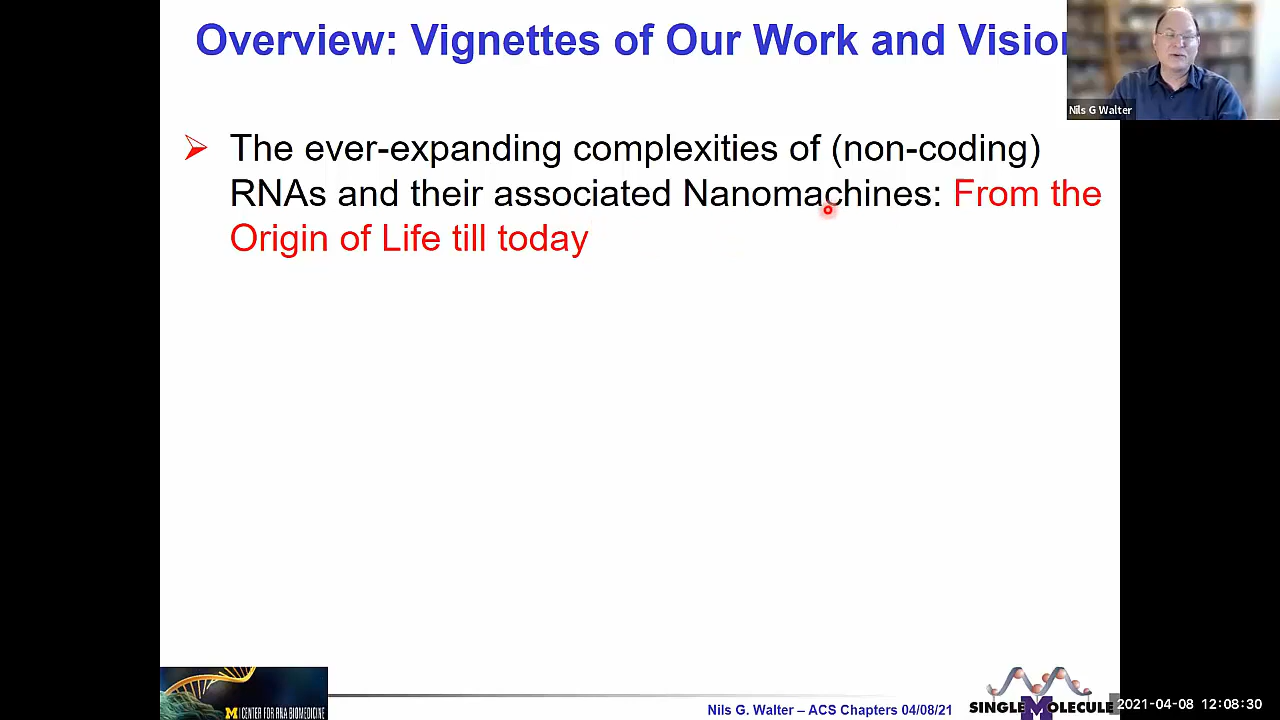 Overview: Vignettes of Our Work and Vision
Nils G Walter
The ever-expanding complexities of (non-coding)
RNAs and their associated Nanomachines: From the
Origin of Life till today
M | CENTER FOR RNA BIOMEDICINE
Nils G. Walter – ACS Chapters 04/08/21
SINGLE MOLECULE
2021-04-08 12:08:30